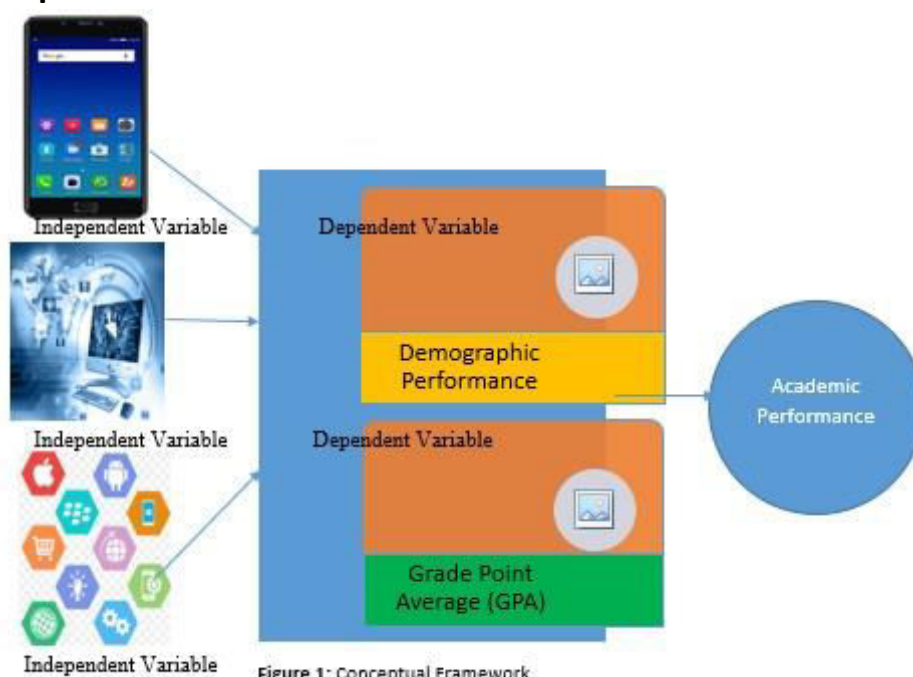 Independent Variable
Dependent Variable
Demographic
Performance
Academic
Performance
Independent Variable
Dependent Variable
Grade Point
Average (GPA)
Independent Variable
Figure 1: Conceptual Framework